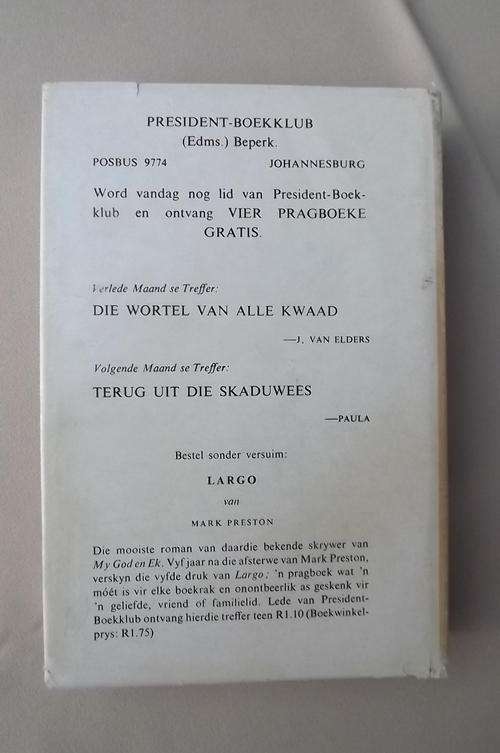 PRESIDENT-BOEKKLUB
(Edms.) Beperk.
POSBUS 9774 JOHANNESBURG
Word vandag nog lid van President-Boek-
klub en ontvang VIER PRAGBOEKE
GRATIS.
Verlede Maand se Treffer:
DIE WORTEL VAN ALLE KWAAD
—J. VAN ELDERS
Volgende Maand se Treffer:
TERUG UIT DIE SKADUWEES
—PAULA
Bestel sonder versuim:
LARGO
van
MARK PRESTON
Die mooiste roman van daardie bekende skrywer van
My God en Ek. Vyf jaar na die afsterwe van Mark Preston,
verskyn die vyfde druk van Largo; 'n pragboek wat 'n
móét is vir elke boekrak en onontbeerlik as geskenk vir
'n geliefde, vriend of familielid. Lede van President-
Boekklub ontvang hierdie treffer teen R1.10 (Boekwinkel-
prys: R1.75)